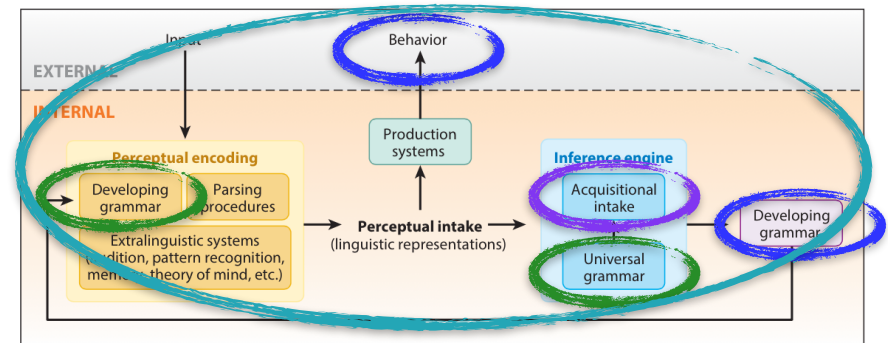 Input
Behavior
EXTERNAL
INTERNAL
Production
systems
Perceptual encoding
Inference engine
Developing
grammar
Parsing
procedures
Acquisitional
intake
Developing
grammar
Perceptual intake
(linguistic representations)
Extralinguistic systems
(audition, pattern recognition,
memory, theory of mind, etc.)
Universal
grammar